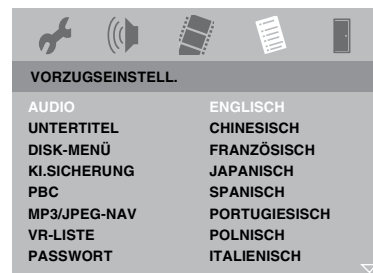 VORZUGSEINSTELL.
AUDIO ENGLISCH
UNTERTITEL CHINESISCH
DISK-MENÜ FRANZÖSISCH
KI.SICHERUNG JAPANISCH
PBC SPANISCH
MP3/JPEG-NAV PORTUGIESISCH
VR-LISTE POLNISCH
PASSWORT ITALIENISCH